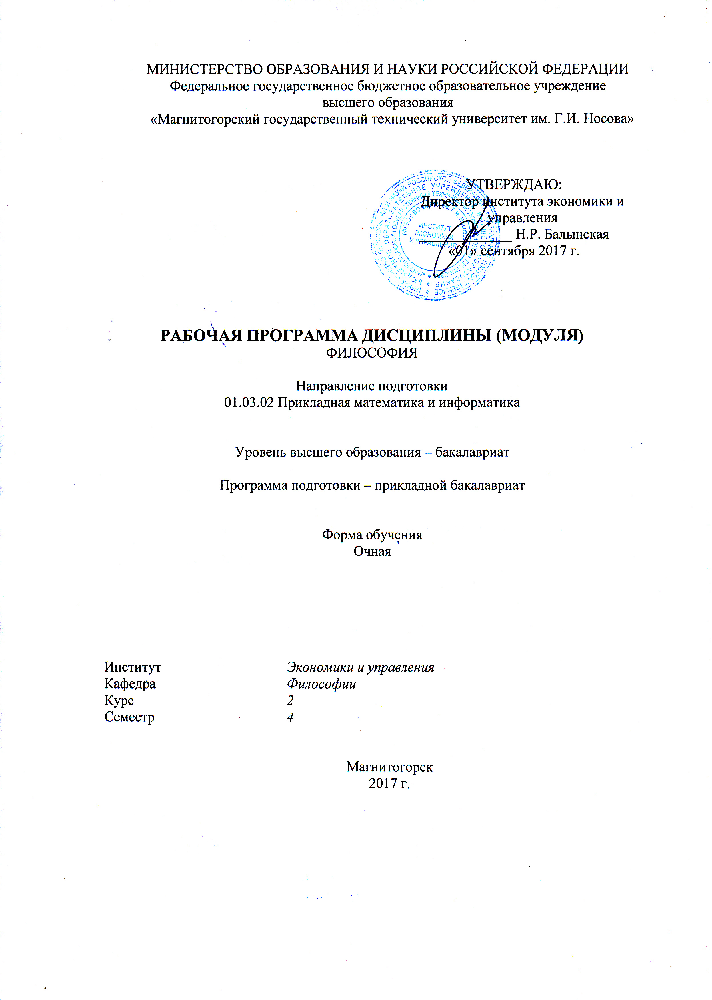 МИНИСТЕРСТВО ОБРАЗОВАНИЯ И НАУКИ РОССИЙСКОЙ ФЕДЕРАЦИИ
Федеральное государственное бюджетное образовательное учреждение
высшего образования
«Магнитогорский государственный технический университет им. Г.И. Носова»
УТВЕРЖДАЮ:
Директор института экономики и
управления
Н.Р. Балынская
«01» сентября 2017 г.
ИНСТИТУТ
ЭКОНОМИКИ
И УПРАВЛЕНИЯ
РАБОЧАЯ ПРОГРАММА ДИСЦИПЛИНЫ (МОДУЛЯ)
ФИЛОСОФИЯ
Направление подготовки
01.03.02 Прикладная математика и информатика
Уровень высшего образования – бакалавриат
Программа подготовки – прикладной бакалавриат
Форма обучения
Очная
Институт Экономики и управления
Кафедра Философии
Курс 2
Семестр 4
Магнитогорск
2017 г.